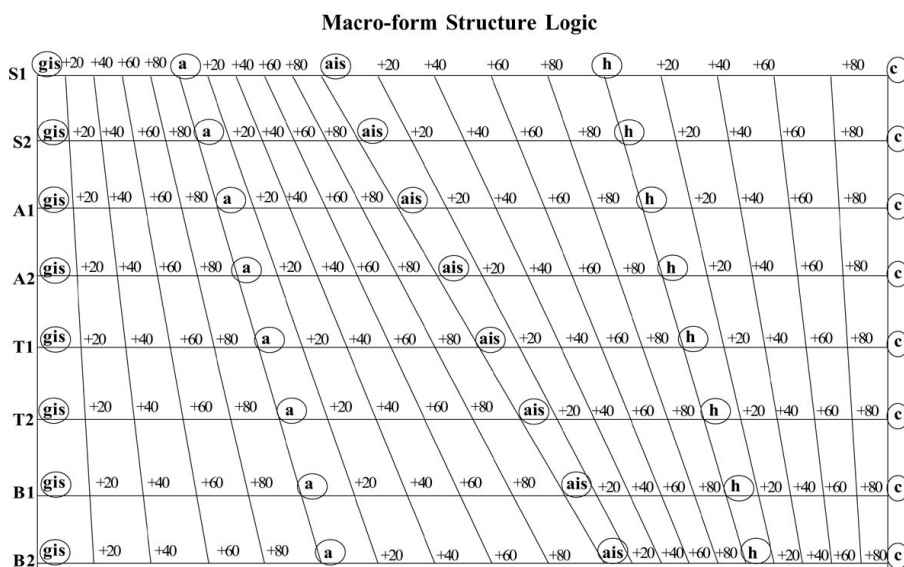 Macro-form Structure Logic
S1 gis +20 +40 +60 +80 a +20 +40 +60 +80 ais +20 +40 +60 +80 h +20 +40 +60 +80 c
S2 gis +20 +40 +60 +80 a +20 +40 +60 +80 ais +20 +40 +60 +80 h +20 +40 +60 +80 c
A1 gis +20 +40 +60 +80 a +20 +40 +60 +80 ais +20 +40 +60 +80 h +20 +40 +60 +80 c
A2 gis +20 +40 +60 +80 a +20 +40 +60 +80 ais +20 +40 +60 +80 h +20 +40 +60 +80 c
T1 gis +20 +40 +60 +80 a +20 +40 +60 +80 ais +20 +40 +60 +80 h +20 +40 +60 +80 c
T2 gis +20 +40 +60 +80 a +20 +40 +60 +80 ais +20 +40 +60 +80 h +20 +40 +60 +80 c
B1 gis +20 +40 +60 +80 a +20 +40 +60 +80 ais +20 +40 +60 +80 h +20 +40 +60 +80 c
B2 gis +20 +40 +60 +80 a +20 +40 +60 +80 ais +20 +40 +60 +80 h +20 +40 +60 +80 c